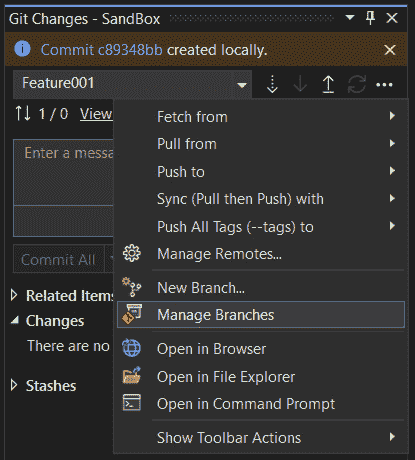 Git Changes - SandBox
Commit c89348bb created locally.
Feature001
1 / 0 View
Enter a messa
Fetch from
Pull from
Push to
Sync (Pull then Push) with
Push All Tags (--tags) to
Commit All
Manage Remotes...
New Branch...
Related Items
Manage Branches
Changes
There are no
Open in Browser
Open in File Explorer
Stashes
Open in Command Prompt
Show Toolbar Actions